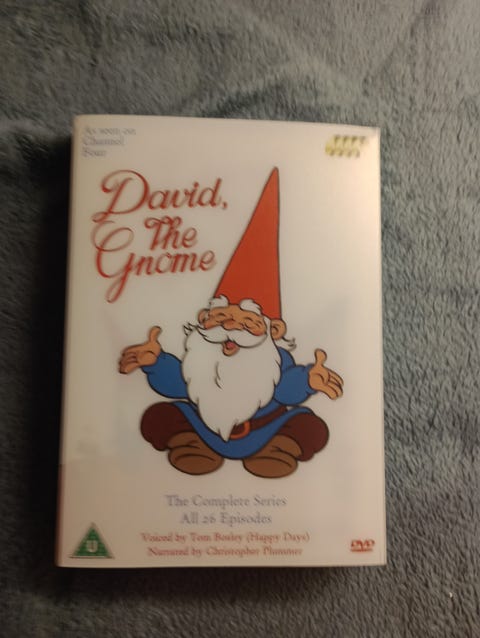 As seen on
Channel
Four
David,
The
Gnome
The Complete Series
All 26 Episodes
Voiced by Tom Bosley (Happy Days)
Narrated by Christopher Plummer
U
DVD